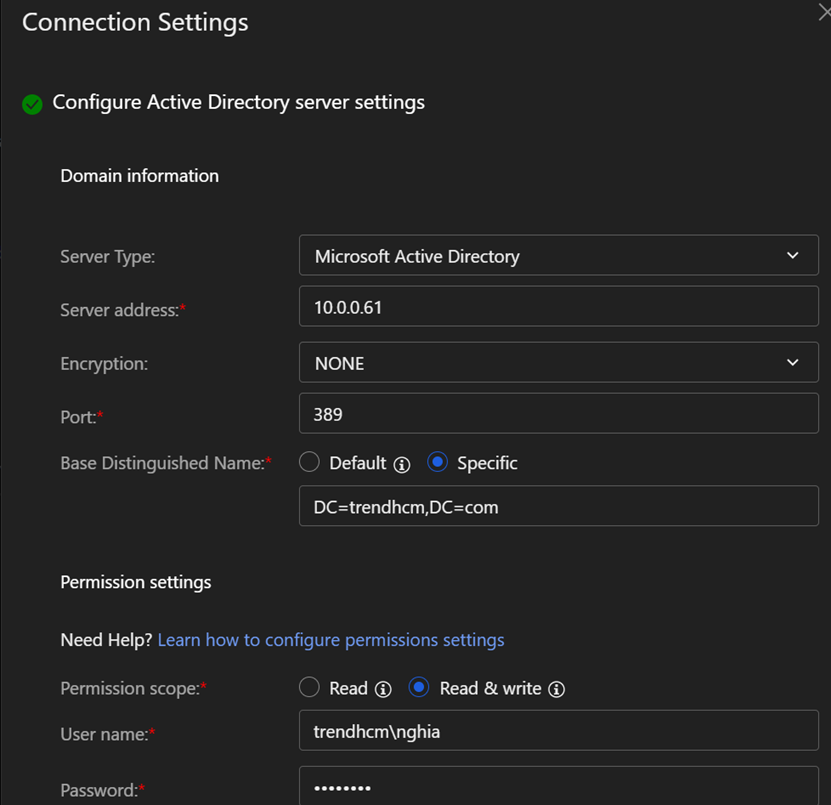 Connection Settings
Configure Active Directory server settings
Domain information
Server Type: Microsoft Active Directory
Server address:* 10.0.0.61
Encryption: NONE
Port:* 389
Base Distinguished Name:* Default Specific
DC=trendhcm,DC=com
Permission settings
Need Help? Learn how to configure permissions settings
Permission scope:* Read Read & write
User name:* trendhcm\nghia
Password:* ••••••••